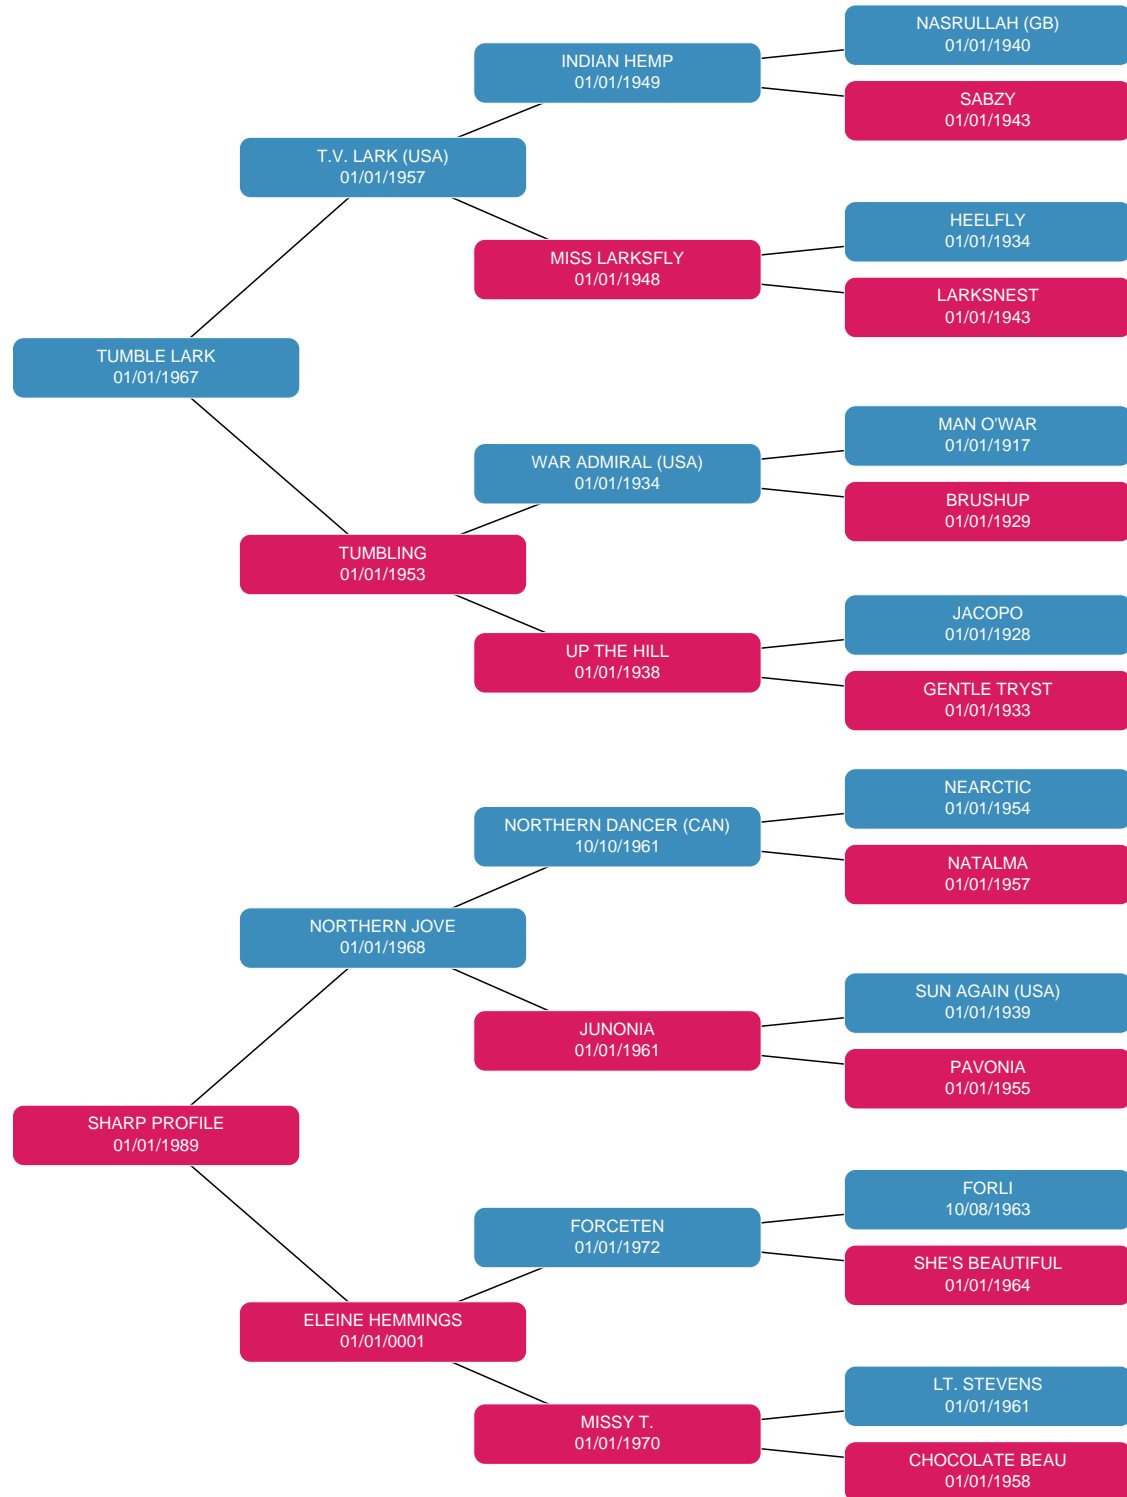 NASRULLAH (GB)
01/01/1940
INDIAN HEMP
01/01/1949
SABZY
01/01/1943
T.V. LARK (USA)
01/01/1957
HEELFLY
01/01/1934
MISS LARKSFLY
01/01/1948
LARKSNEST
01/01/1943
TUMBLE LARK
01/01/1967
MAN O'WAR
01/01/1917
WAR ADMIRAL (USA)
01/01/1934
BRUSHUP
01/01/1929
TUMBLING
01/01/1953
JACOPO
01/01/1928
UP THE HILL
01/01/1938
GENTLE TRYST
01/01/1933
NEARCTIC
01/01/1954
NORTHERN DANCER (CAN)
10/10/1961
NATALMA
01/01/1957
NORTHERN JOVE
01/01/1968
SUN AGAIN (USA)
01/01/1939
JUNONIA
01/01/1961
PAVONIA
01/01/1955
SHARP PROFILE
01/01/1989
FORLI
10/08/1963
FORCETEN
01/01/1972
SHE'S BEAUTIFUL
01/01/1964
ELEINE HEMMINGS
01/01/0001
LT. STEVENS
01/01/1961
MISSY T.
01/01/1970
CHOCOLATE BEAU
01/01/1958